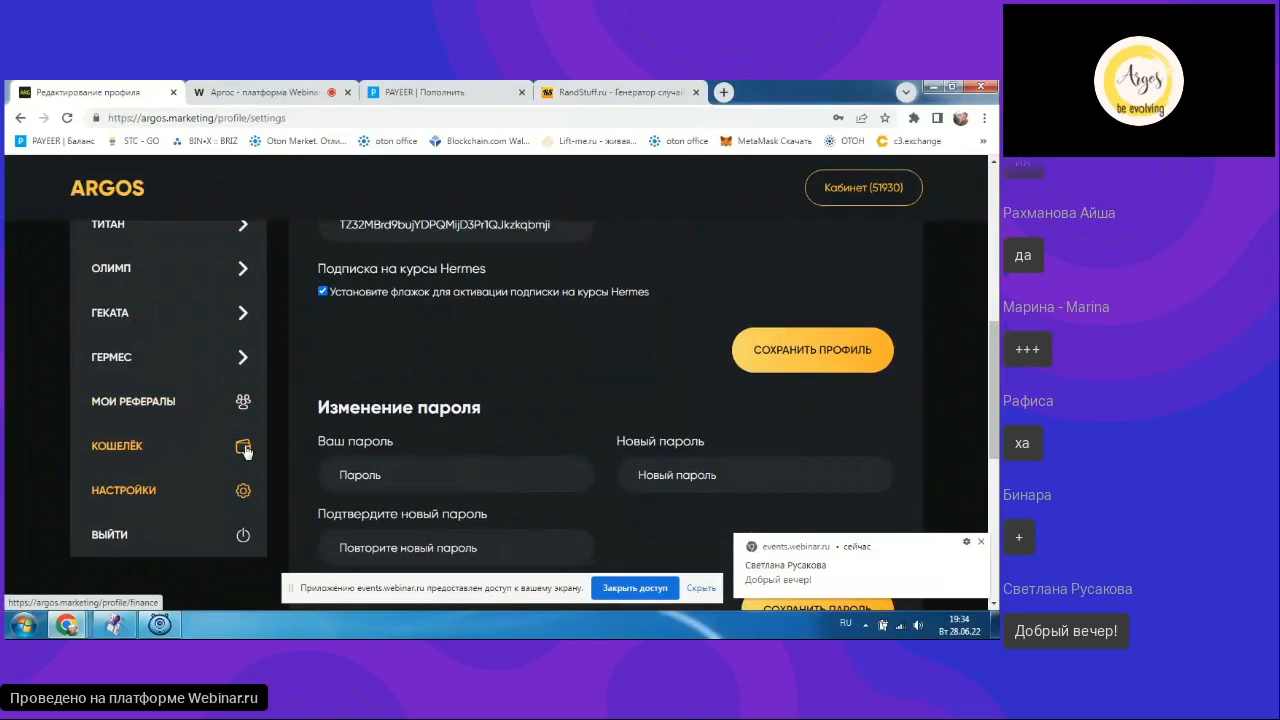 Редактирование профиля
Аргос - платформа Webinar
PAYEER | Пополнить
RandStuff.ru - Генератор случай
https://argos.marketing/profile/settings
PAYEER | Баланс
STC - GO
BIN•X :: BRIZ
Oton Market. Отли...
oton office
Blockchain.com Wal...
Lift-me.ru - живая...
oton office
MetaMask Скачать
ОТОН
c3.exchange
ARGOS
Кабинет (51930)
ТИТАН
ОЛИМП
ГЕКАТА
ГЕРМЕС
МОИ РЕФЕРАЛЫ
КОШЕЛЁК
НАСТРОЙКИ
ВЫЙТИ
TZ32MBrd9bujYDPQMijD3Pr1QJkzkqbmji
Подписка на курсы Hermes
Установите флажок для активации подписки на курсы Hermes
СОХРАНИТЬ ПРОФИЛЬ
Изменение пароля
Ваш пароль
Новый пароль
Пароль
Новый пароль
Подтвердите новый пароль
Повторите новый пароль
СОХРАНИТЬ ПАРОЛЬ
events.webinar.ru • сейчас
Светлана Русакова
Добрый вечер!
Приложению events.webinar.ru предоставлен доступ к вашему экрану.
Закрыть доступ
Скрыть
https://argos.marketing/profile/finance
RU
19:34
Вт 28.06.22
Argos
be evolving
Рахманова Айша
да
Марина - Marina
+++
Рафиса
ха
Бинара
+
Светлана Русакова
Добрый вечер!
Проведено на платформе Webinar.ru